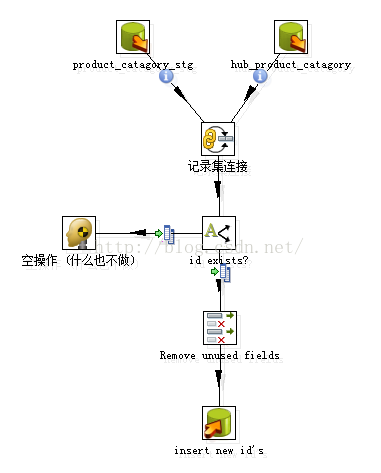 product_catagory_stg
hub_product_catagory
记录集连接
http://blog.csdn.net/
空操作 (什么也不做)
id exists?
Remove unused fields
insert new id's